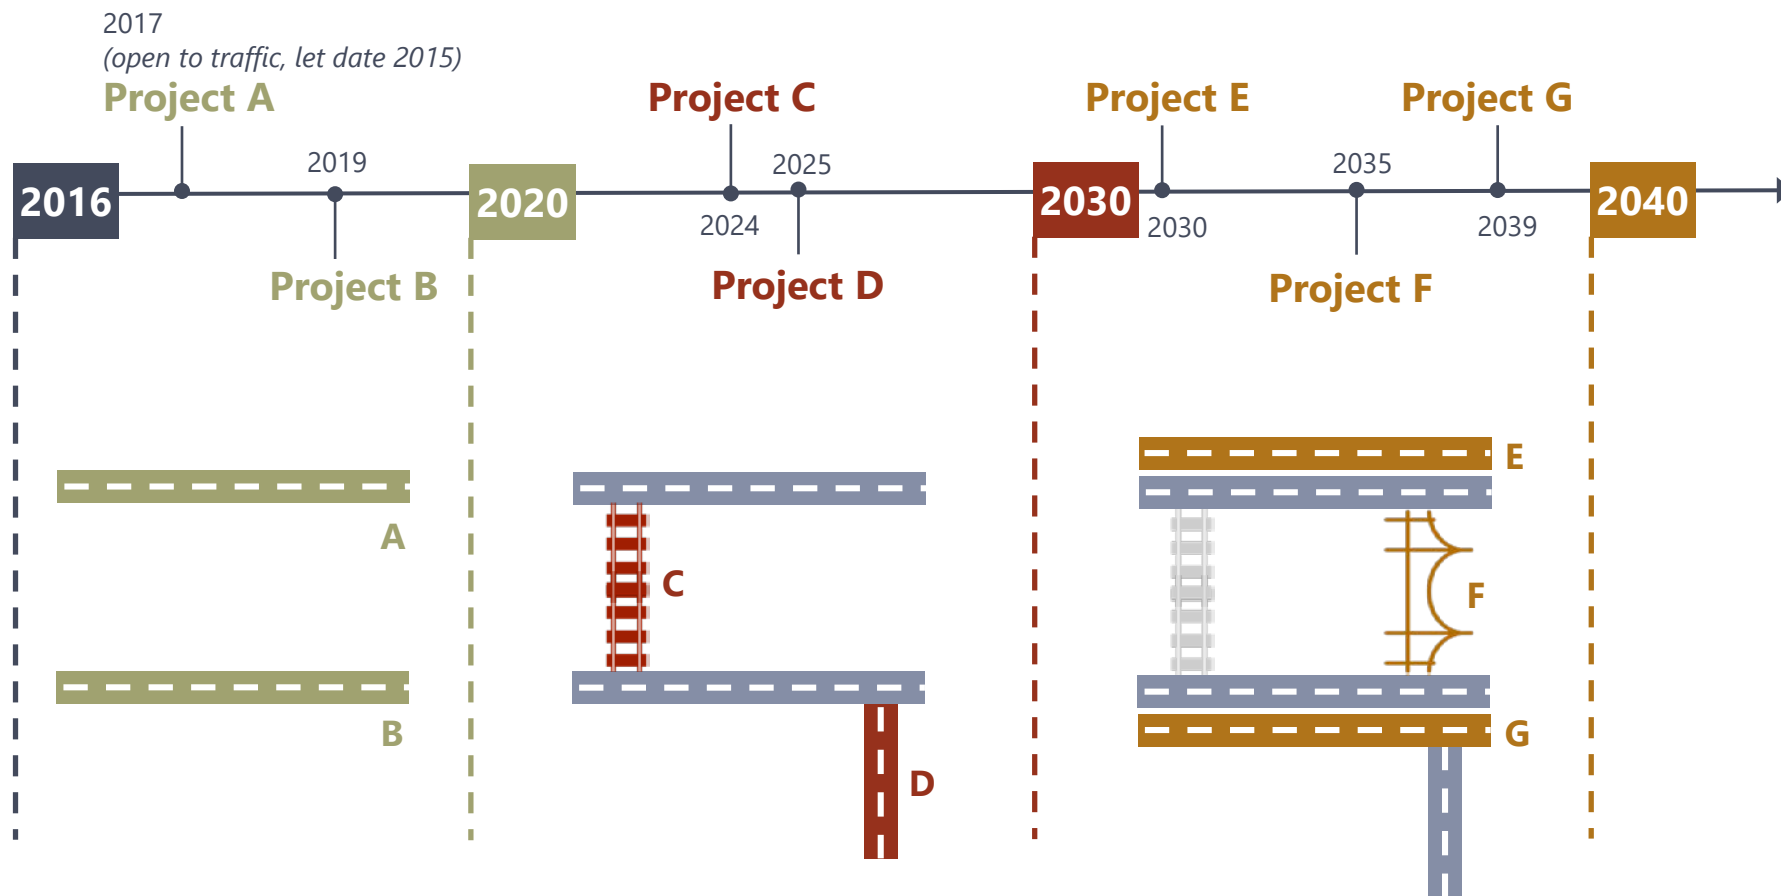 2017
(open to traffic, let date 2015)
Project A
Project C
Project E
Project G
2019
2025
2035
2016
2020
2030
2040
2024
2030
2039
Project B
Project D
Project F
E
A
C
F
B
G
D